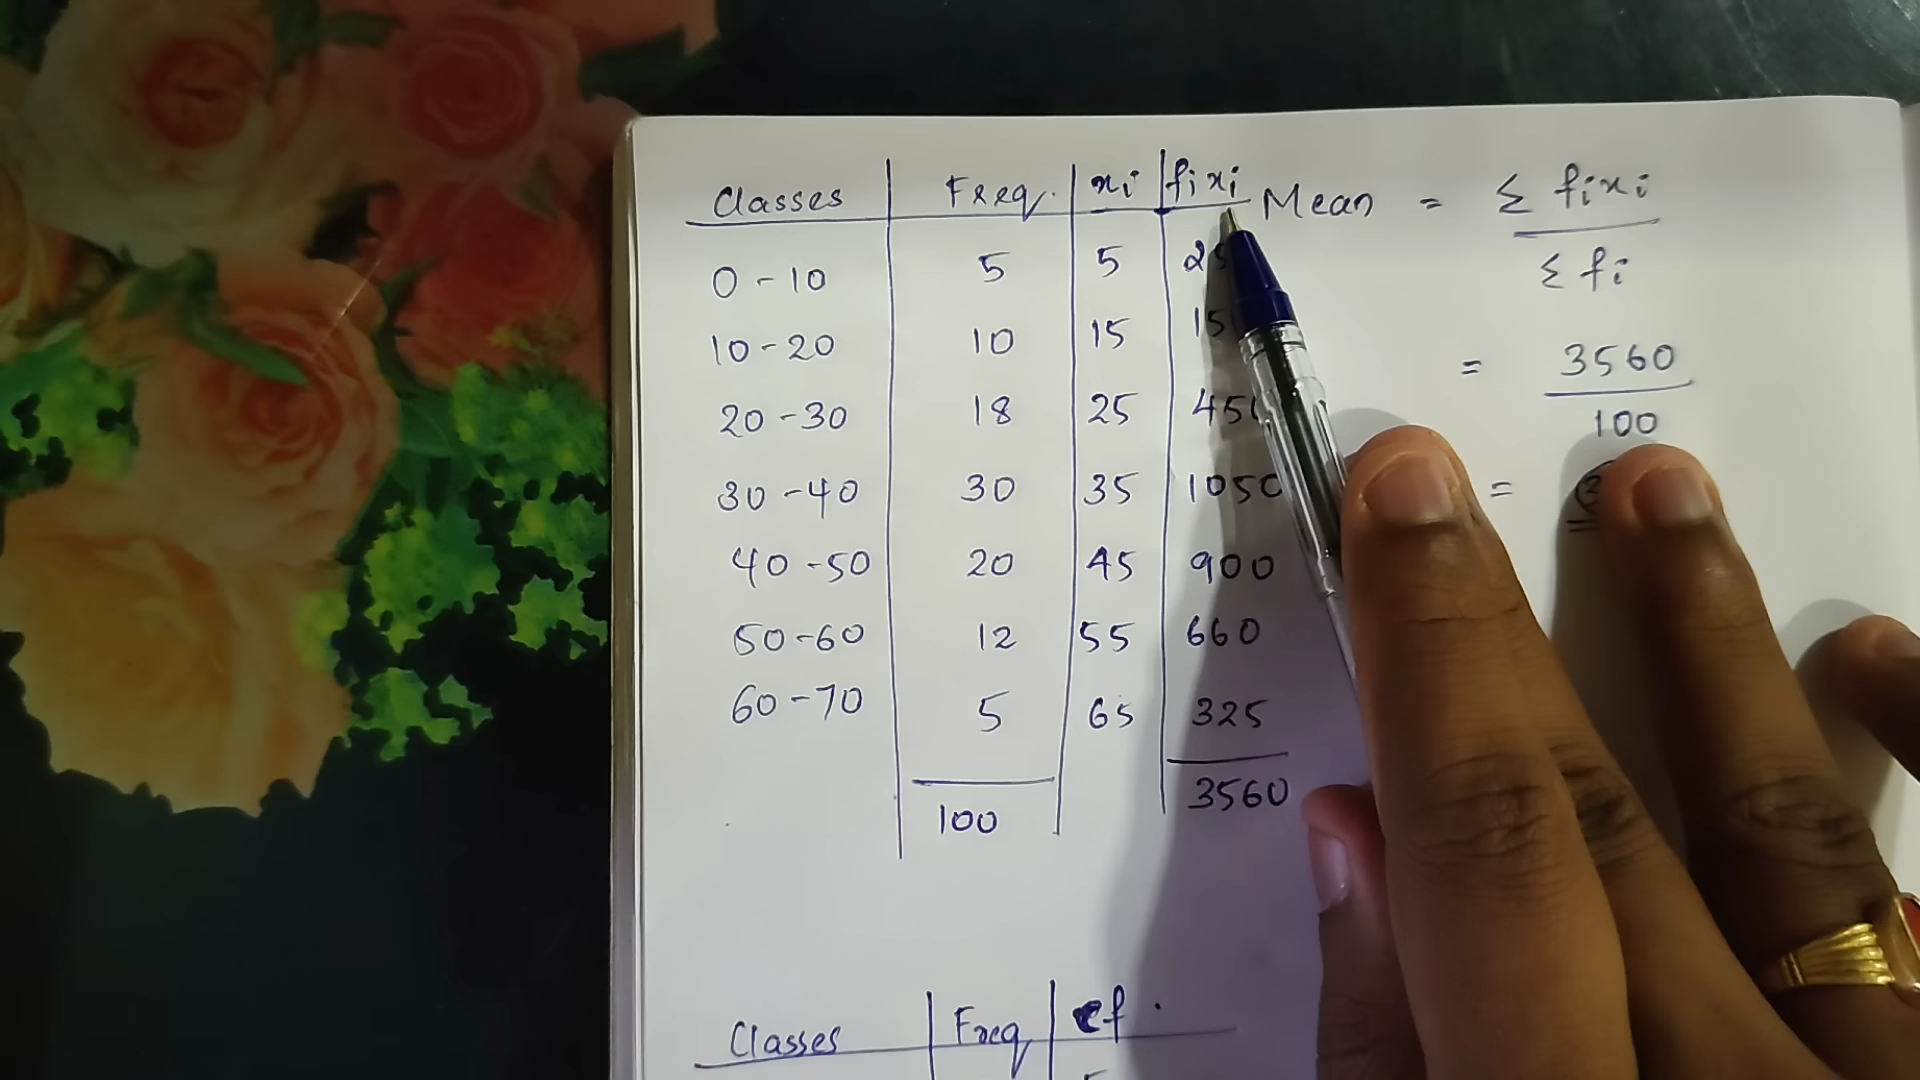 Classes Freq. xi fixi Mean = Σ fixi
Σ fi
0 - 10 5 5
10 - 20 10 15
= 3560
100
20 - 30 18 25
30 - 40 30 35 1050 =
40 - 50 20 45 900
50 - 60 12 55 660
60 - 70 5 65 325
100 3560
Classes Freq cf.